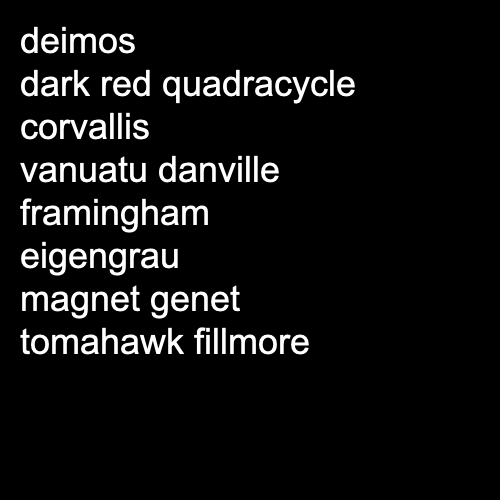 deimos
dark red quadracycle
corvallis
vanuatu danville
framingham
eigengrau
magnet genet
tomahawk fillmore